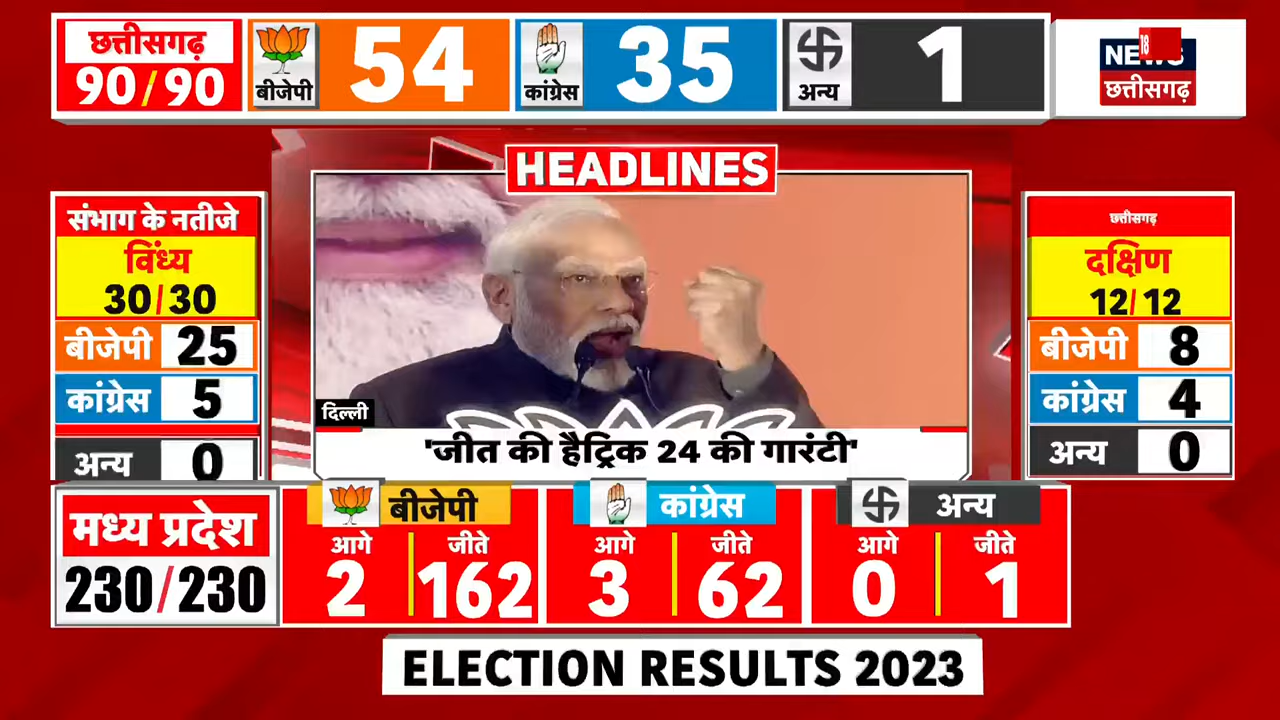 छत्तीसगढ़
90/90
बीजेपी
54
कांग्रेस
35
अन्य
1
NEWS
18
छत्तीसगढ़
HEADLINES
संभाग के नतीजे
विंध्य
30/30
बीजेपी 25
कांग्रेस 5
अन्य 0
दिल्ली
'जीत की हैट्रिक 24 की गारंटी'
छत्तीसगढ़
दक्षिण
12/12
बीजेपी 8
कांग्रेस 4
अन्य 0
मध्य प्रदेश
230/230
बीजेपी
आगे जीते
2 162
कांग्रेस
आगे जीते
3 62
अन्य
आगे जीते
0 1
ELECTION RESULTS 2023